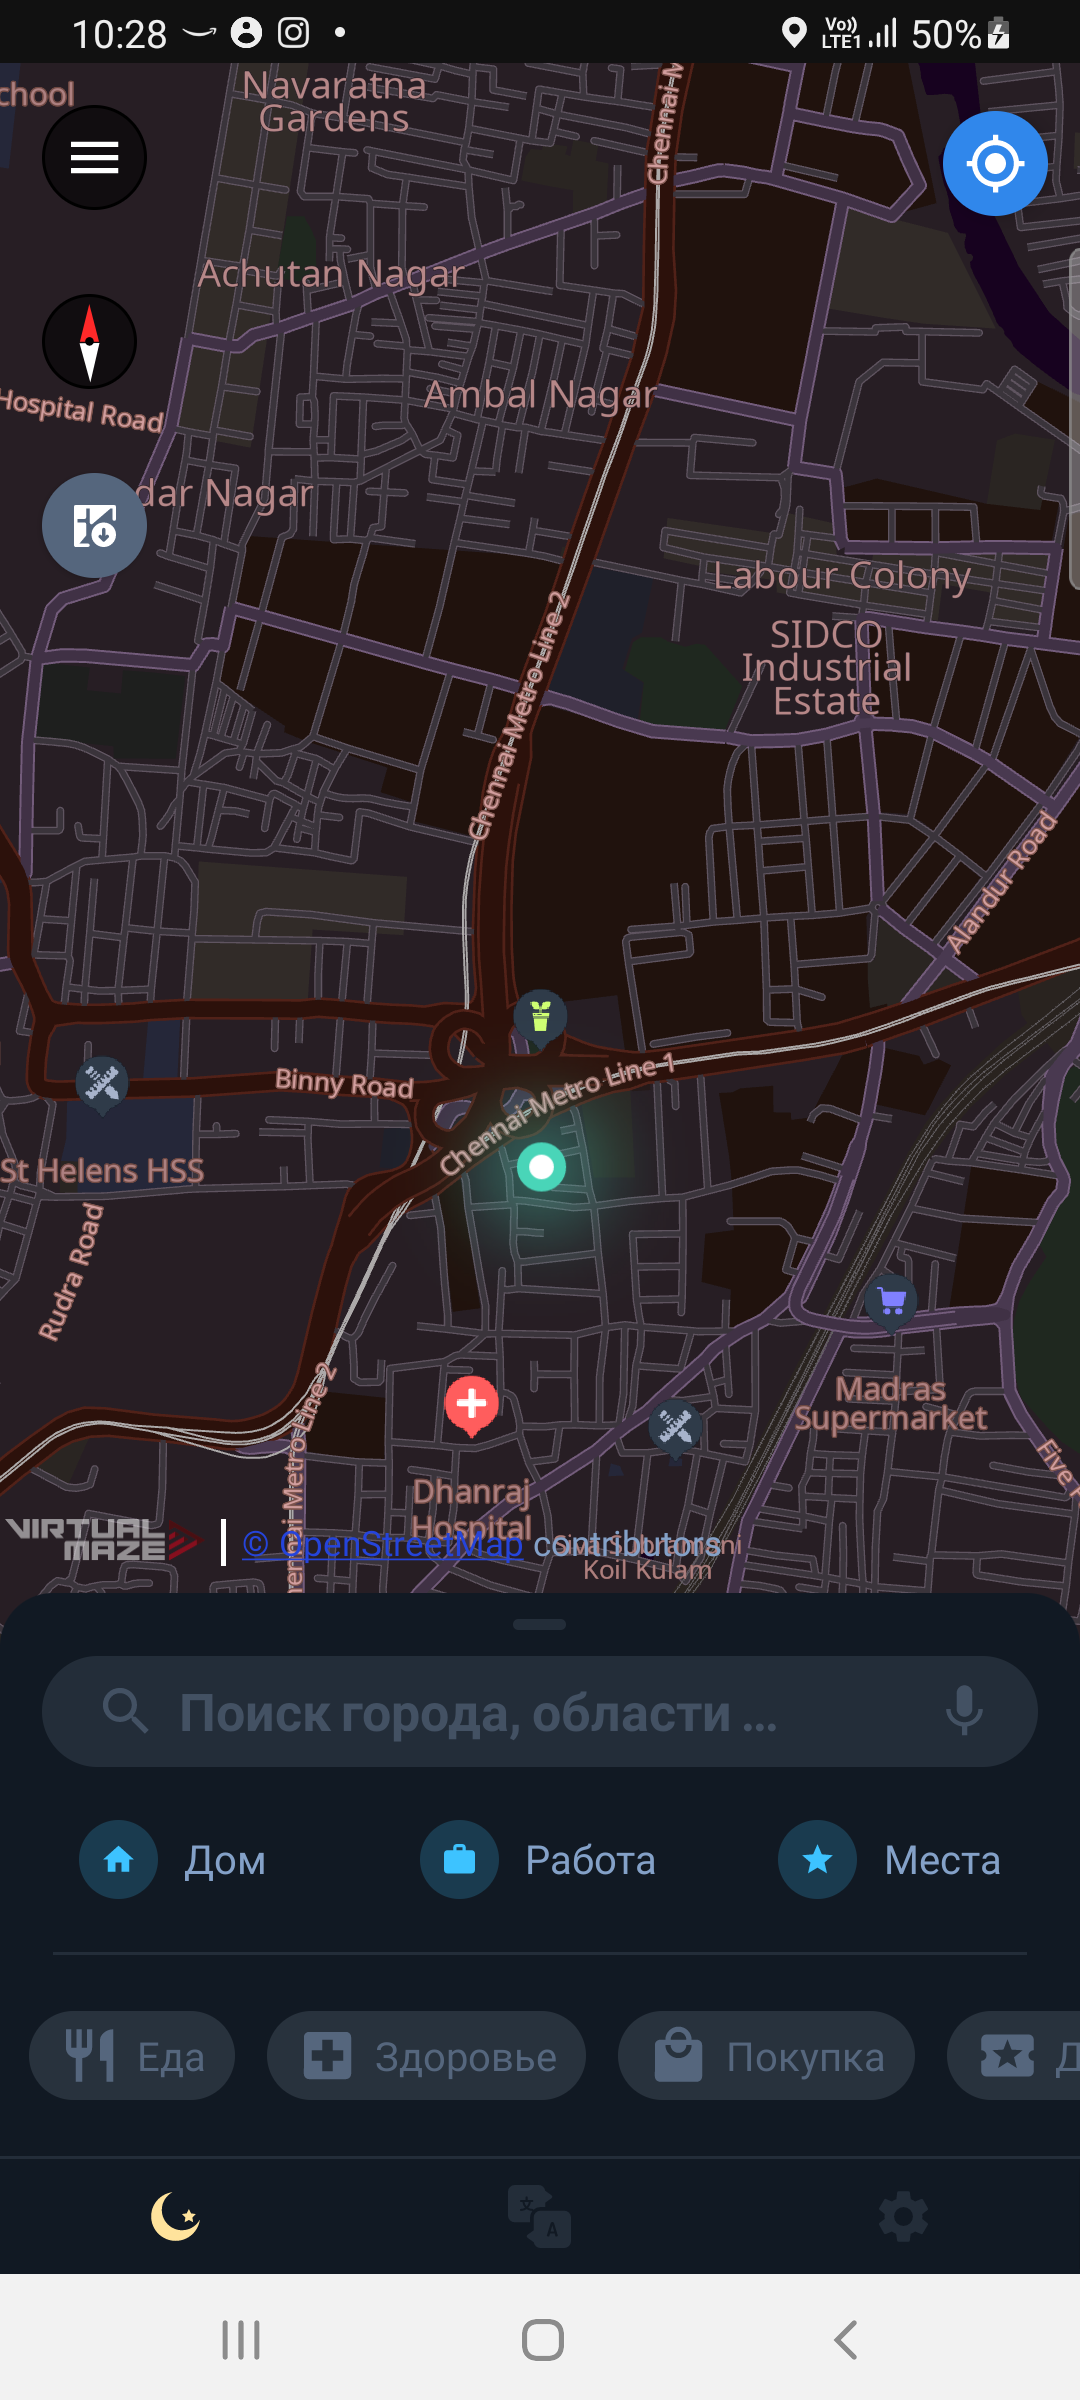 10:28
Vo))
LTE1
50%
chool
Navaratna
Gardens
Chennai M
Achutan Nagar
Ambal Nagar
Hospital Road
dar Nagar
Labour Colony
SIDCO
Industrial
Estate
Chennai Metro Line 2
Alandur Road
Binny Road
Chennai Metro Line 1
St Helens HSS
Rudra Road
Madras
Supermarket
Chennai Metro Line 2
Five
Dhanraj
Hospital
VIRTUAL
MAZE
© OpenStreetMap contributors
Koil Kulam
Поиск города, области ...
Дом
Работа
Места
Еда
Здоровье
Покупка
Д
文
A